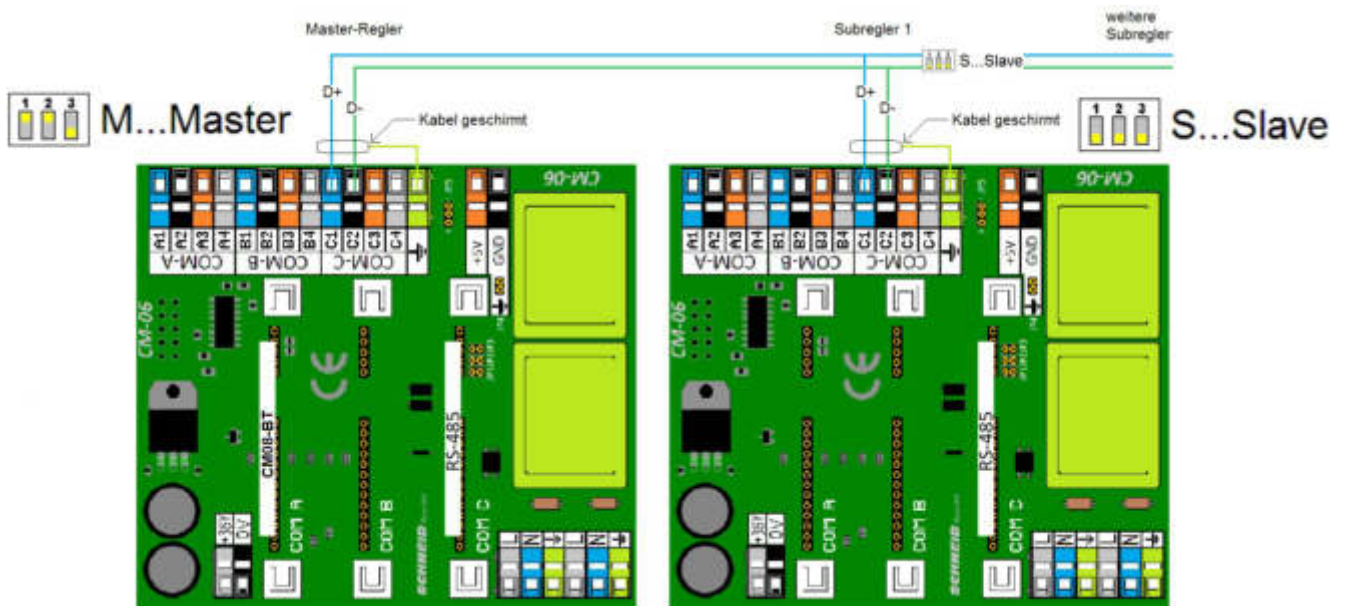 Master-Regler
Subregler 1
weitere
Subregler
S...Slave
D+
D-
D+
D-
1 2 3
M...Master
Kabel geschirmt
Kabel geschirmt
1 2 3
S...Slave
CM-06
A1 A2 A3 A4 B1 B2 B3 B4 C1 C2 C3 C4
COM-A COM-B COM-C
+5V GND
CM-06
CE
CM08-BT
RS-485
COM A
COM B
COM C
0V
L N L N
CM-06
A1 A2 A3 A4 B1 B2 B3 B4 C1 C2 C3 C4
COM-A COM-B COM-C
+5V GND
CM-06
CE
RS-485
COM A
COM B
COM C
0V
L N L N